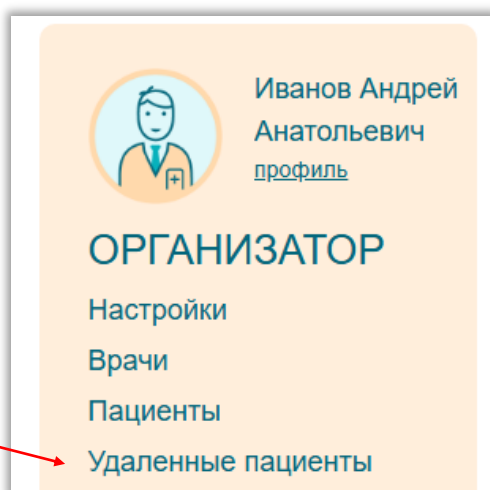 Иванов Андрей
Анатольевич
профиль
ОРГАНИЗАТОР
Настройки
Врачи
Пациенты
Удаленные пациенты